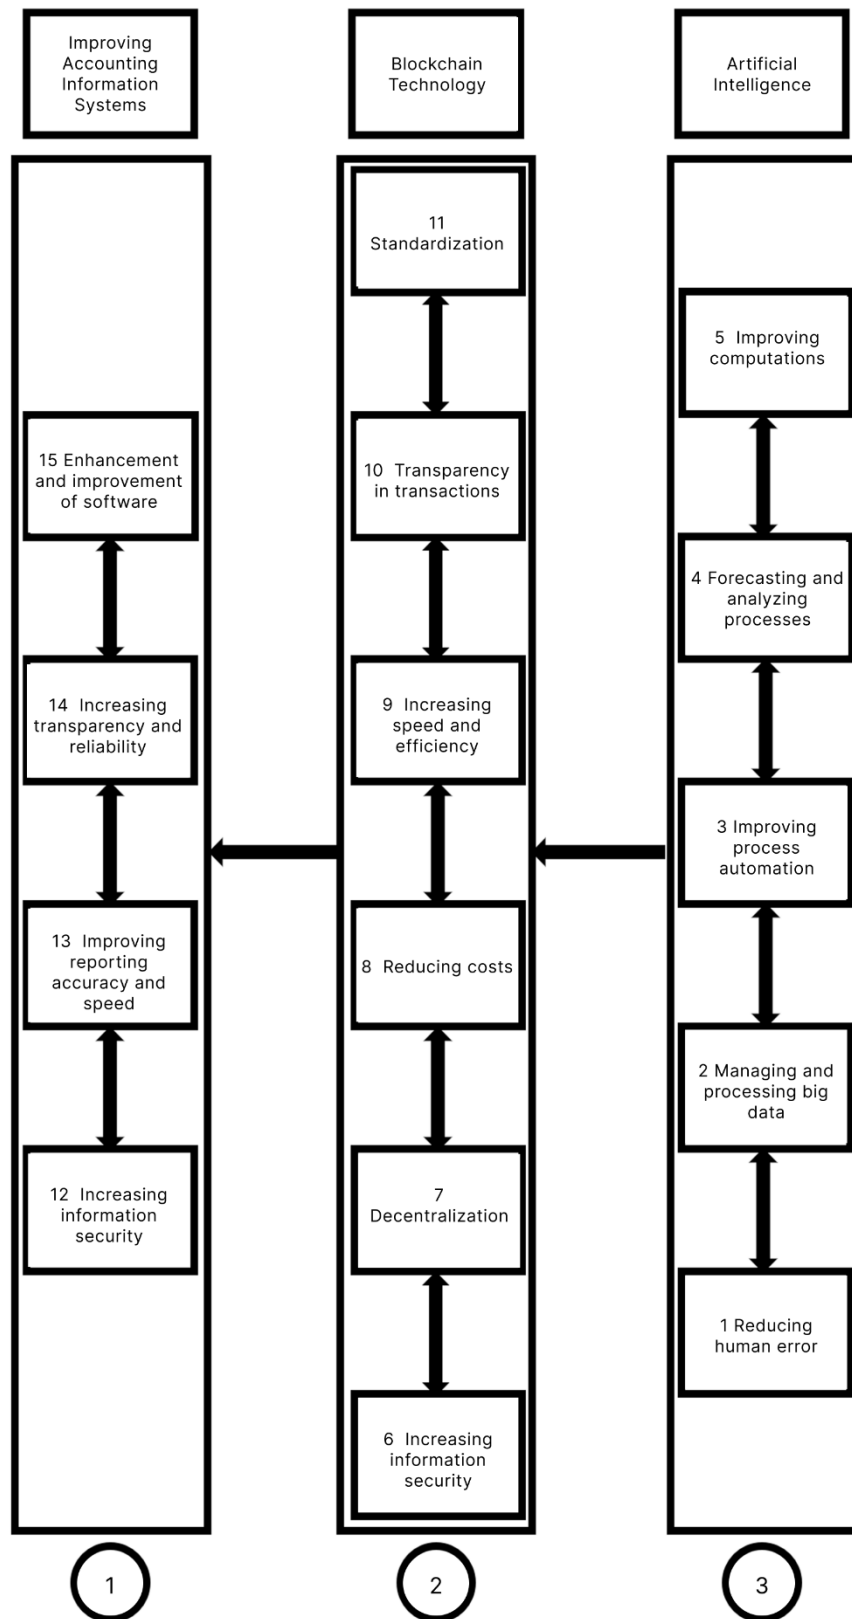 Improving
Accounting
Information
Systems
Blockchain
Technology
Artificial
Intelligence
15 Enhancement
and improvement
of software
14 Increasing
transparency and
reliability
13 Improving
reporting
accuracy and
speed
12 Increasing
information
security
11
Standardization
10 Transparency
in transactions
9 Increasing
speed and
efficiency
8 Reducing costs
7
Decentralization
6 Increasing
information
security
5 Improving
computations
4 Forecasting and
analyzing
processes
3 Improving
process
automation
2 Managing and
processing big
data
1 Reducing
human error
1
2
3